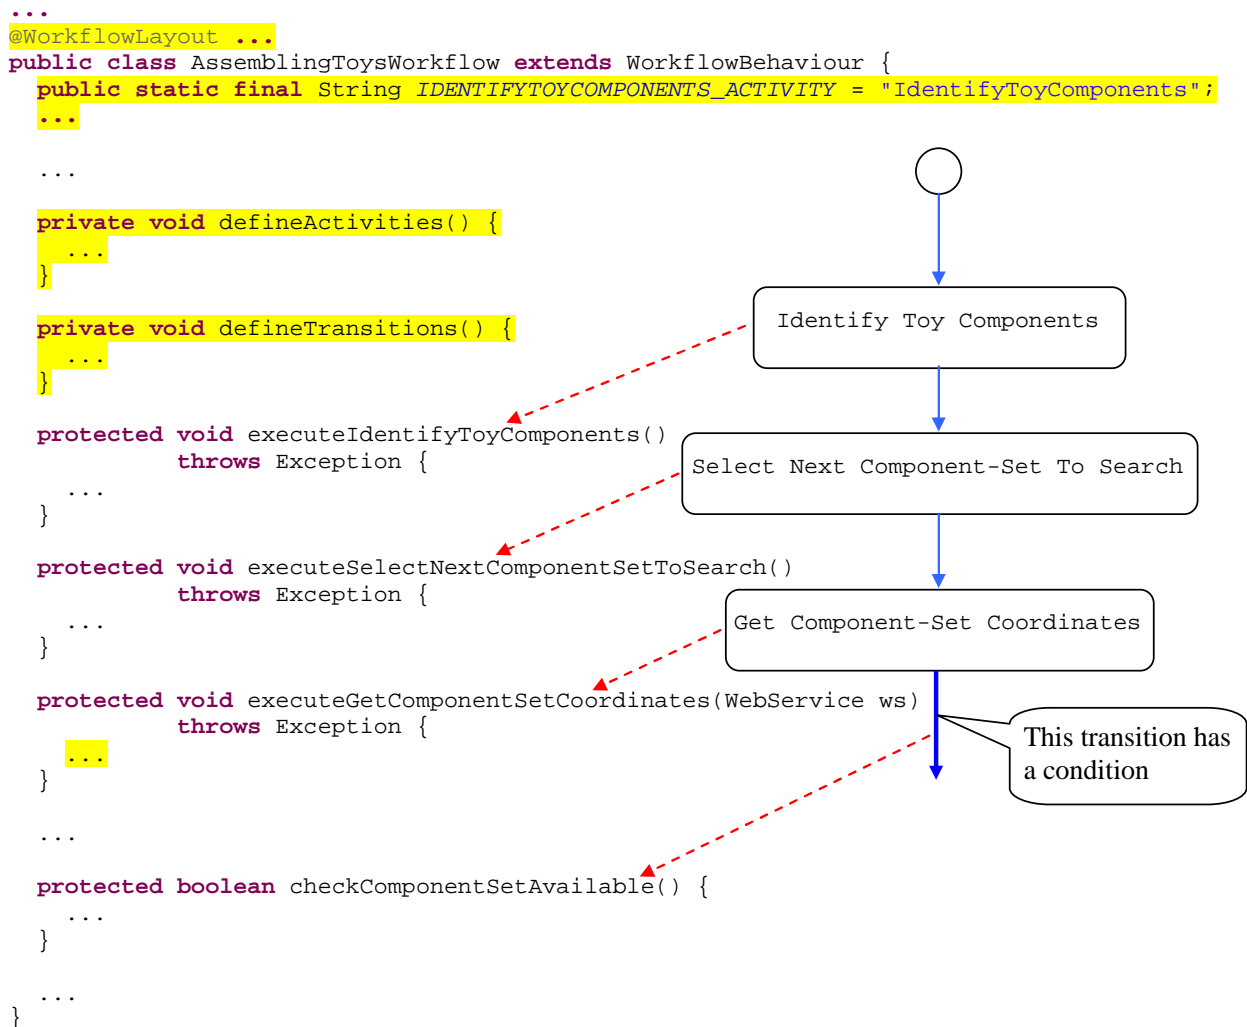 ...
@WorkflowLayout ...
public class AssemblingToysWorkflow extends WorkflowBehaviour {
public static final String IDENTIFYTOYCOMPONENTS_ACTIVITY = "IdentifyToyComponents";
...
...
private void defineActivities() {
...
}
private void defineTransitions() {
...
}
protected void executeIdentifyToyComponents()
throws Exception {
...
}
protected void executeSelectNextComponentSetToSearch()
throws Exception {
...
}
protected void executeGetComponentSetCoordinates(WebService ws)
throws Exception {
...
}
...
protected boolean checkComponentSetAvailable() {
...
}
...
}
Identify Toy Components
Select Next Component-Set To Search
Get Component-Set Coordinates
This transition has
a condition